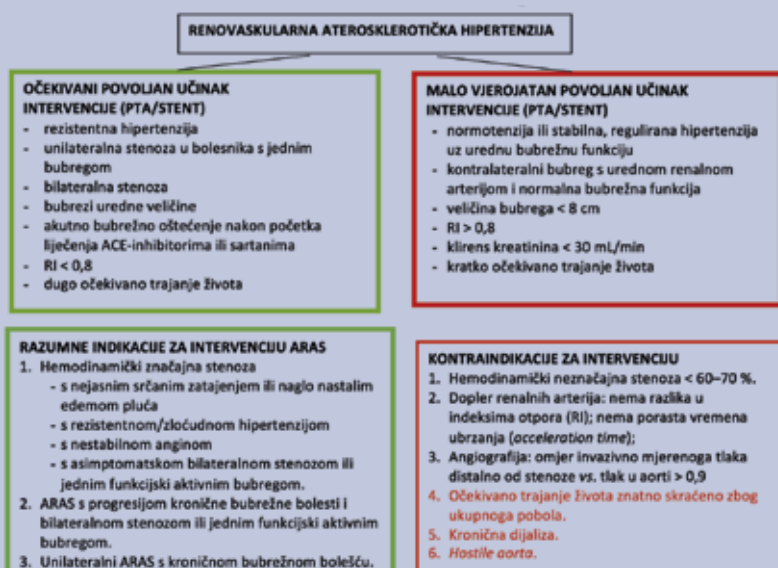 RENOVASKULARNA ATEROSKLEROTIČKA HIPERTENZIJA
OČEKIVANI POVOLJAN UČINAK
INTERVENCIJE (PTA/STENT)
- rezistentna hipertenzija
- unilateralna stenoza u bolesnika s jednim
bubregom
- bilateralna stenoza
- bubrezi uredne veličine
- akutno bubrežno oštećenje nakon početka
liječenja ACE-inhibitorima ili sartanima
- RI < 0,8
- dugo očekivano trajanje života
MALO VJEROJATAN POVOLJAN UČINAK
INTERVENCIJE (PTA/STENT)
- normotenzija ili stabilna, regulirana hipertenzija
uz urednu bubrežnu funkciju
- kontralateralni bubreg s urednom renalnom
arterijom i normalna bubrežna funkcija
- veličina bubrega < 8 cm
- RI > 0,8
- klirens kreatinina < 30 mL/min
- kratko očekivano trajanje života
RAZUMNE INDIKACIJE ZA INTERVENCIJU ARAS
1. Hemodinamički značajna stenoza
- s nejasnim srčanim zatajenjem ili naglo nastalim
edemom pluća
- s rezistentnom/zloćudnom hipertenzijom
- s nestabilnom anginom
- s asimptomatskom bilateralnom stenozom ili
jednim funkcijski aktivnim bubregom.
2. ARAS s progresijom kronične bubrežne bolesti i
bilateralnom stenozom ili jednim funkcijski aktivnim
bubregom.
3. Unilateralni ARAS s kroničnom bubrežnom bolešću.
KONTRAINDIKACIJE ZA INTERVENCIJU
1. Hemodinamički neznačajna stenoza < 60–70 %.
2. Dopler renalnih arterija: nema razlika u
indeksima otpora (RI); nema porasta vremena
ubrzanja (acceleration time);
3. Angiografija: omjer invazivno mjerenoga tlaka
distalno od stenoze vs. tlak u aorti > 0,9
4. Očekivano trajanje života znatno skraćeno zbog
ukupnoga pobola.
5. Kronična dijaliza.
6. Hostile aorta.